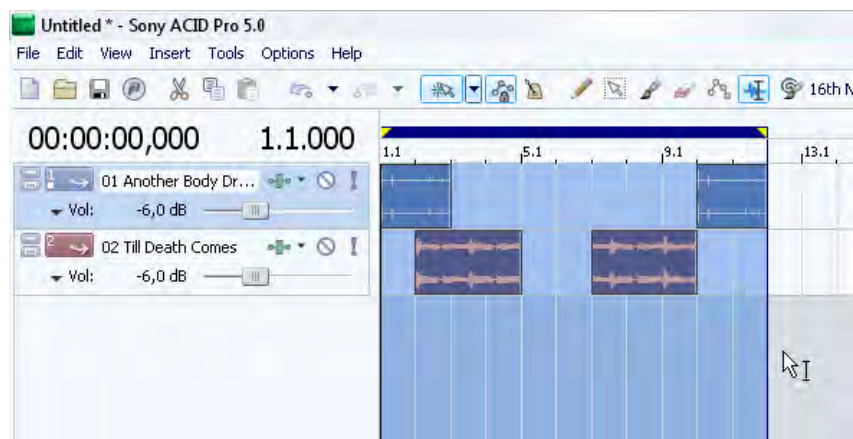 Untitled * - Sony ACID Pro 5.0
File Edit View Insert Tools Options Help
16th
00:00:00,000 1.1.000
1.1 5.1 9.1 13.1
1 01 Another Body Dr...
Vol: -6,0 dB
2 02 Till Death Comes
Vol: -6,0 dB